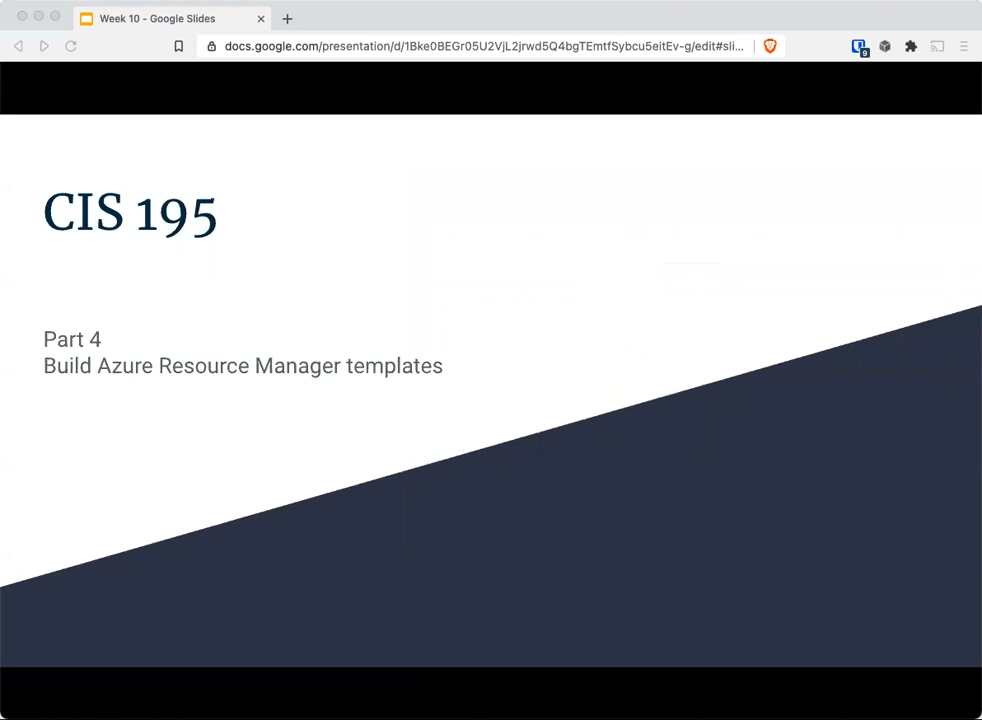 Week 10 - Google Slides
docs.google.com/presentation/d/1Bke0BEGr05U2VjL2jrwd5Q4bgTEmtfSybcu5eitEv-g/edit#sli...
9
CIS 195
Part 4
Build Azure Resource Manager templates